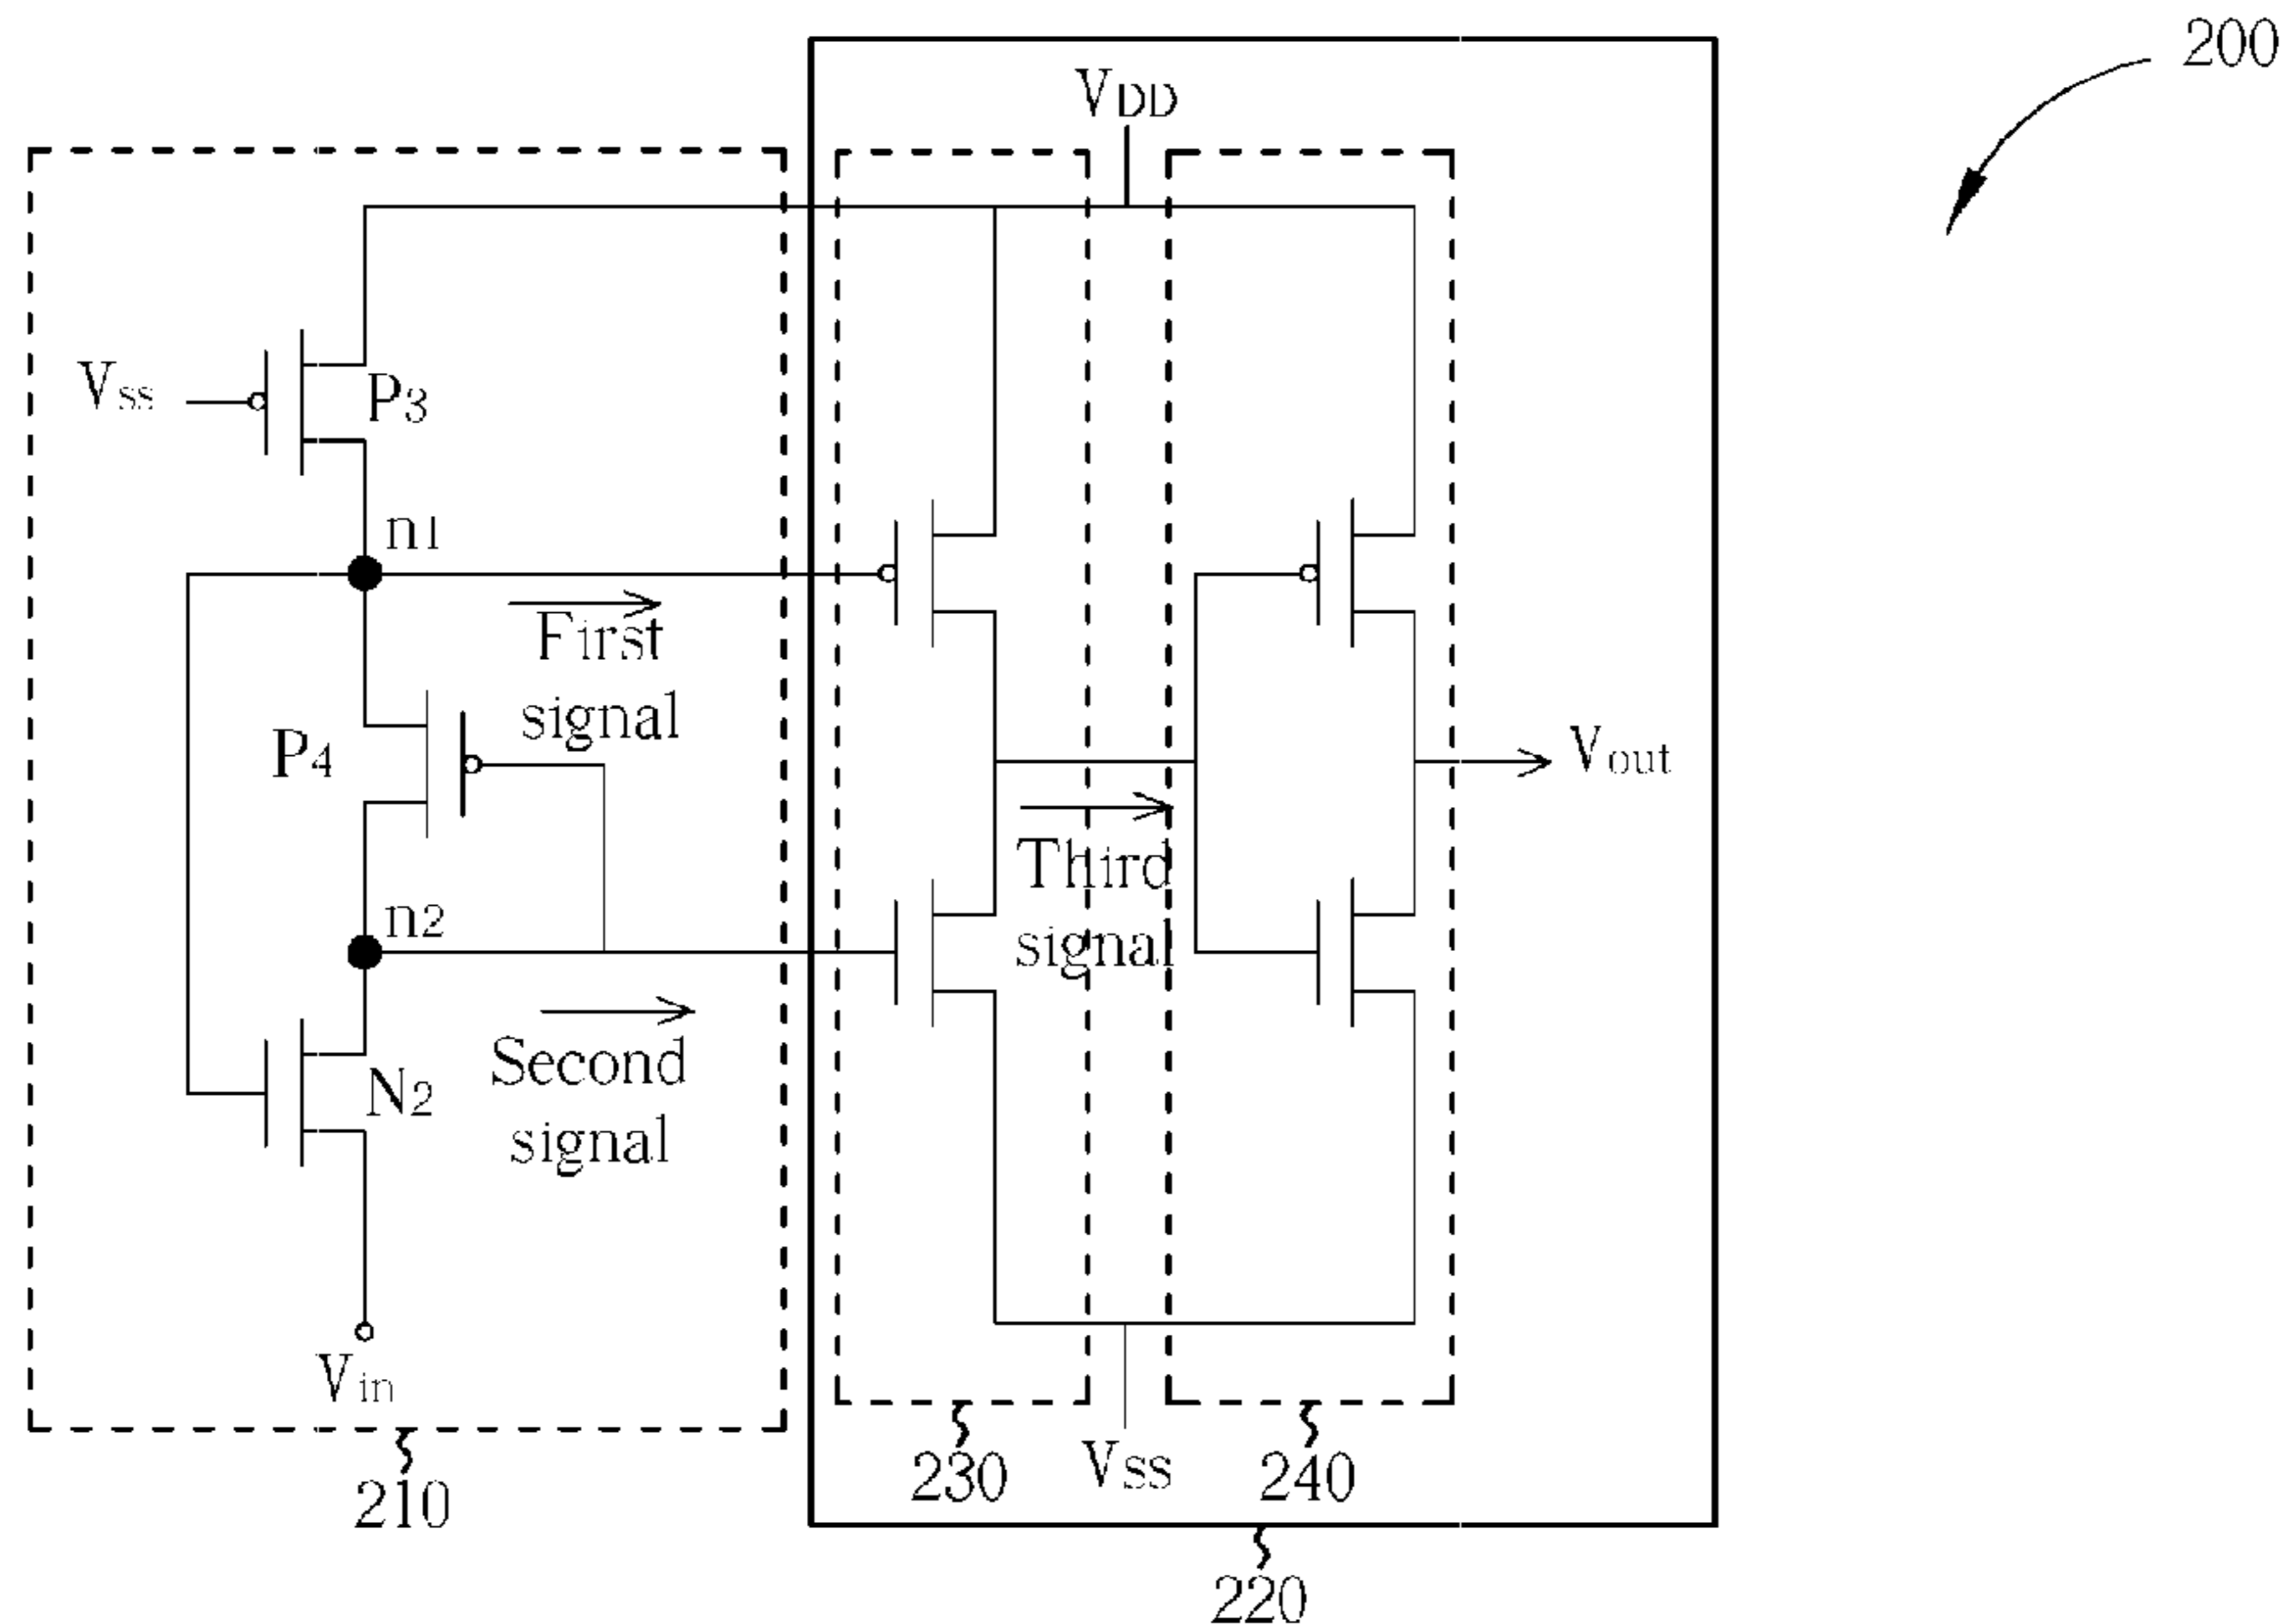 200
VDD
Vss
P3
n1
First
signal
P4
Vout
Third
signal
n2
Second
signal
N2
Vin
210
230
VSS
240
220